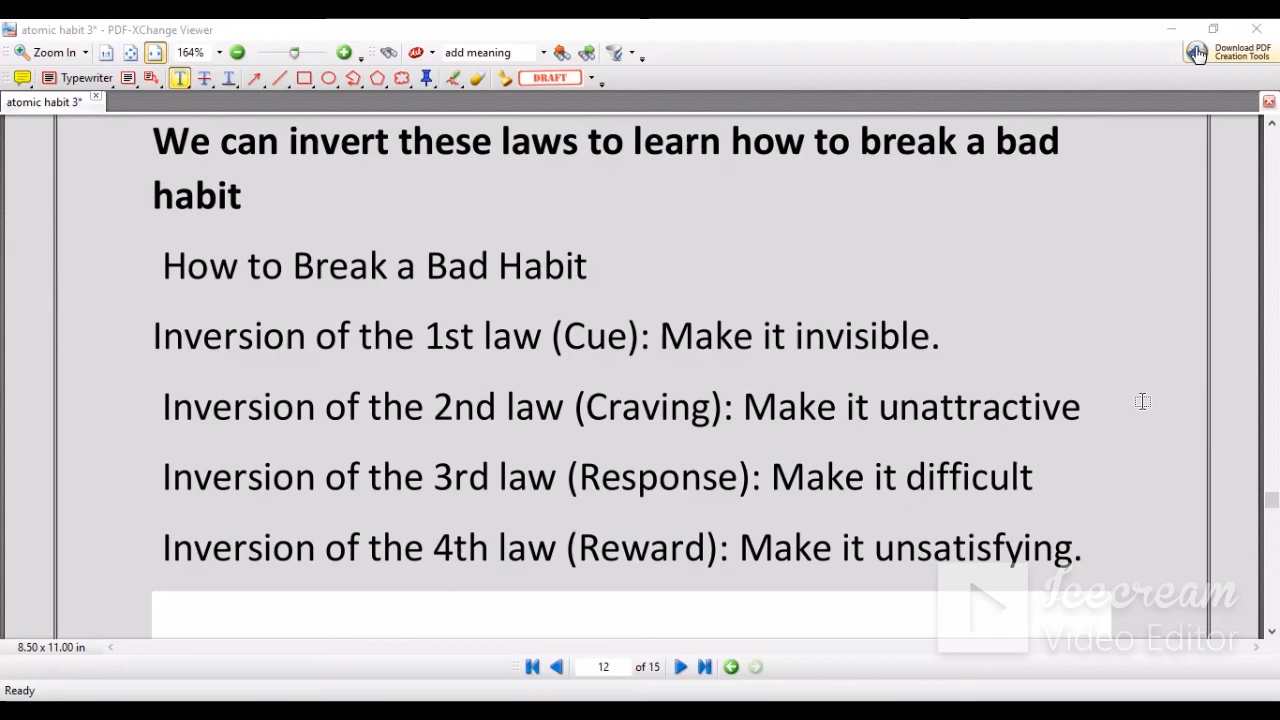 atomic habit 3* - PDF-XChange Viewer
Zoom In 164% add meaning Download PDF
Creation Tools
Typewriter DRAFT
atomic habit 3*
We can invert these laws to learn how to break a bad
habit
How to Break a Bad Habit
Inversion of the 1st law (Cue): Make it invisible.
Inversion of the 2nd law (Craving): Make it unattractive
Inversion of the 3rd law (Response): Make it difficult
Inversion of the 4th law (Reward): Make it unsatisfying.
Icecream
Video Editor
8.50 x 11.00 in
12 of 15
Ready